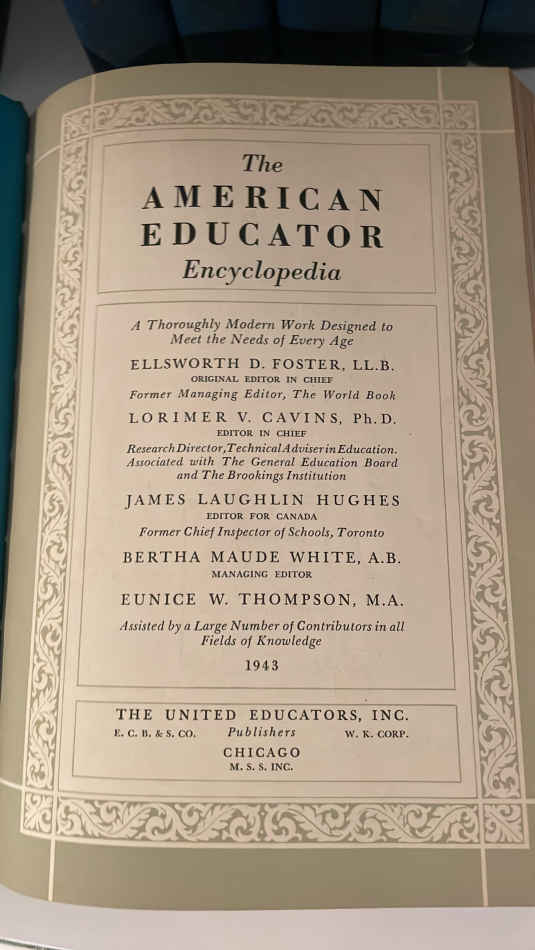 The
AMERICAN
EDUCATOR
Encyclopedia
A Thoroughly Modern Work Designed to
Meet the Needs of Every Age
ELLSWORTH D. FOSTER, LL.B.
ORIGINAL EDITOR IN CHIEF
Former Managing Editor, The World Book
LORIMER V. CAVINS, Ph.D.
EDITOR IN CHIEF
Research Director, Technical Adviser in Education.
Associated with The General Education Board
and The Brookings Institution
JAMES LAUGHLIN HUGHES
EDITOR FOR CANADA
Former Chief Inspector of Schools, Toronto
BERTHA MAUDE WHITE, A.B.
MANAGING EDITOR
EUNICE W. THOMPSON, M.A.
Assisted by a Large Number of Contributors in all
Fields of Knowledge
1943
THE UNITED EDUCATORS, INC.
E. C. B. & S. CO. Publishers W. K. CORP.
CHICAGO
M. S. S. INC.